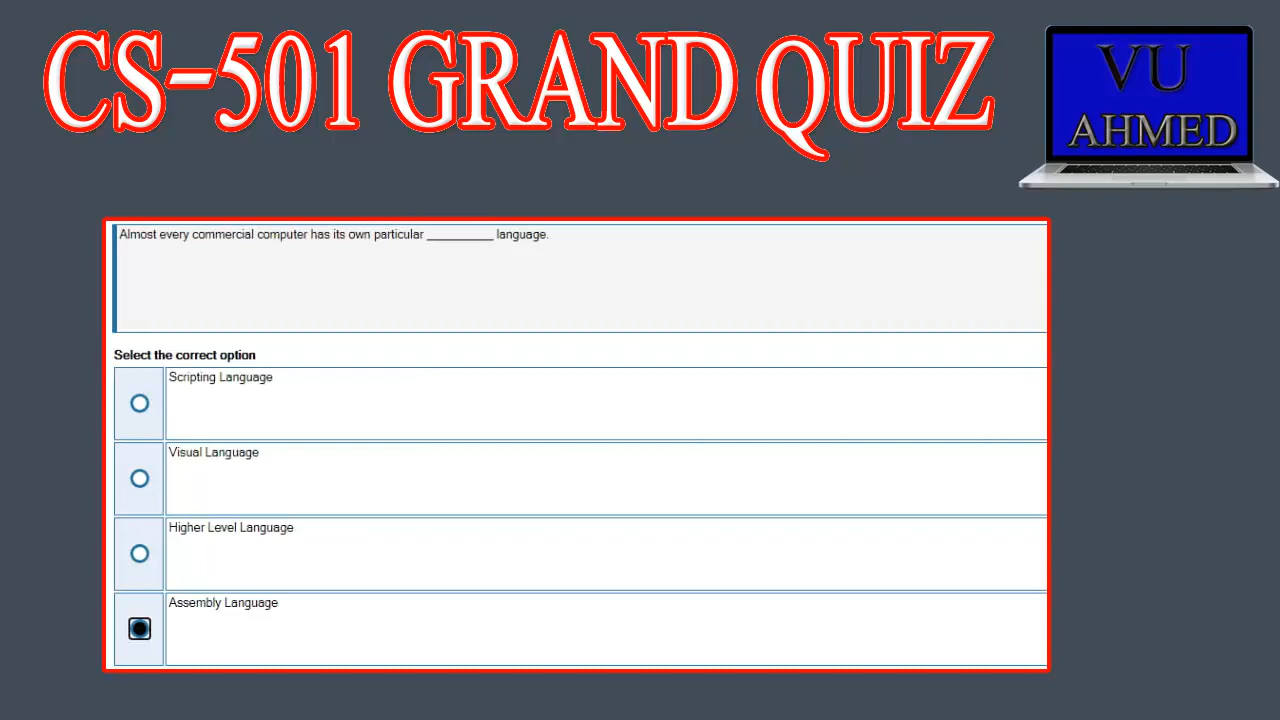 CS-501 GRAND QUIZ
VU
AHMED
Almost every commercial computer has its own particular __________ language.
Select the correct option
Scripting Language
Visual Language
Higher Level Language
Assembly Language